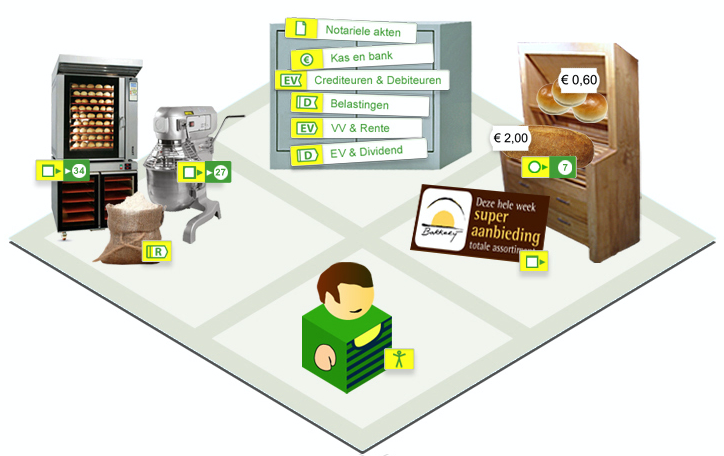 Notariele akten
€
Kas en bank
EV
Crediteuren & Debiteuren
D
Belastingen
EV
VV & Rente
D
EV & Dividend
€ 0,60
€ 2,00
34
27
7
R
Deze hele week
super
aanbieding
totale assortiment
Bakkney